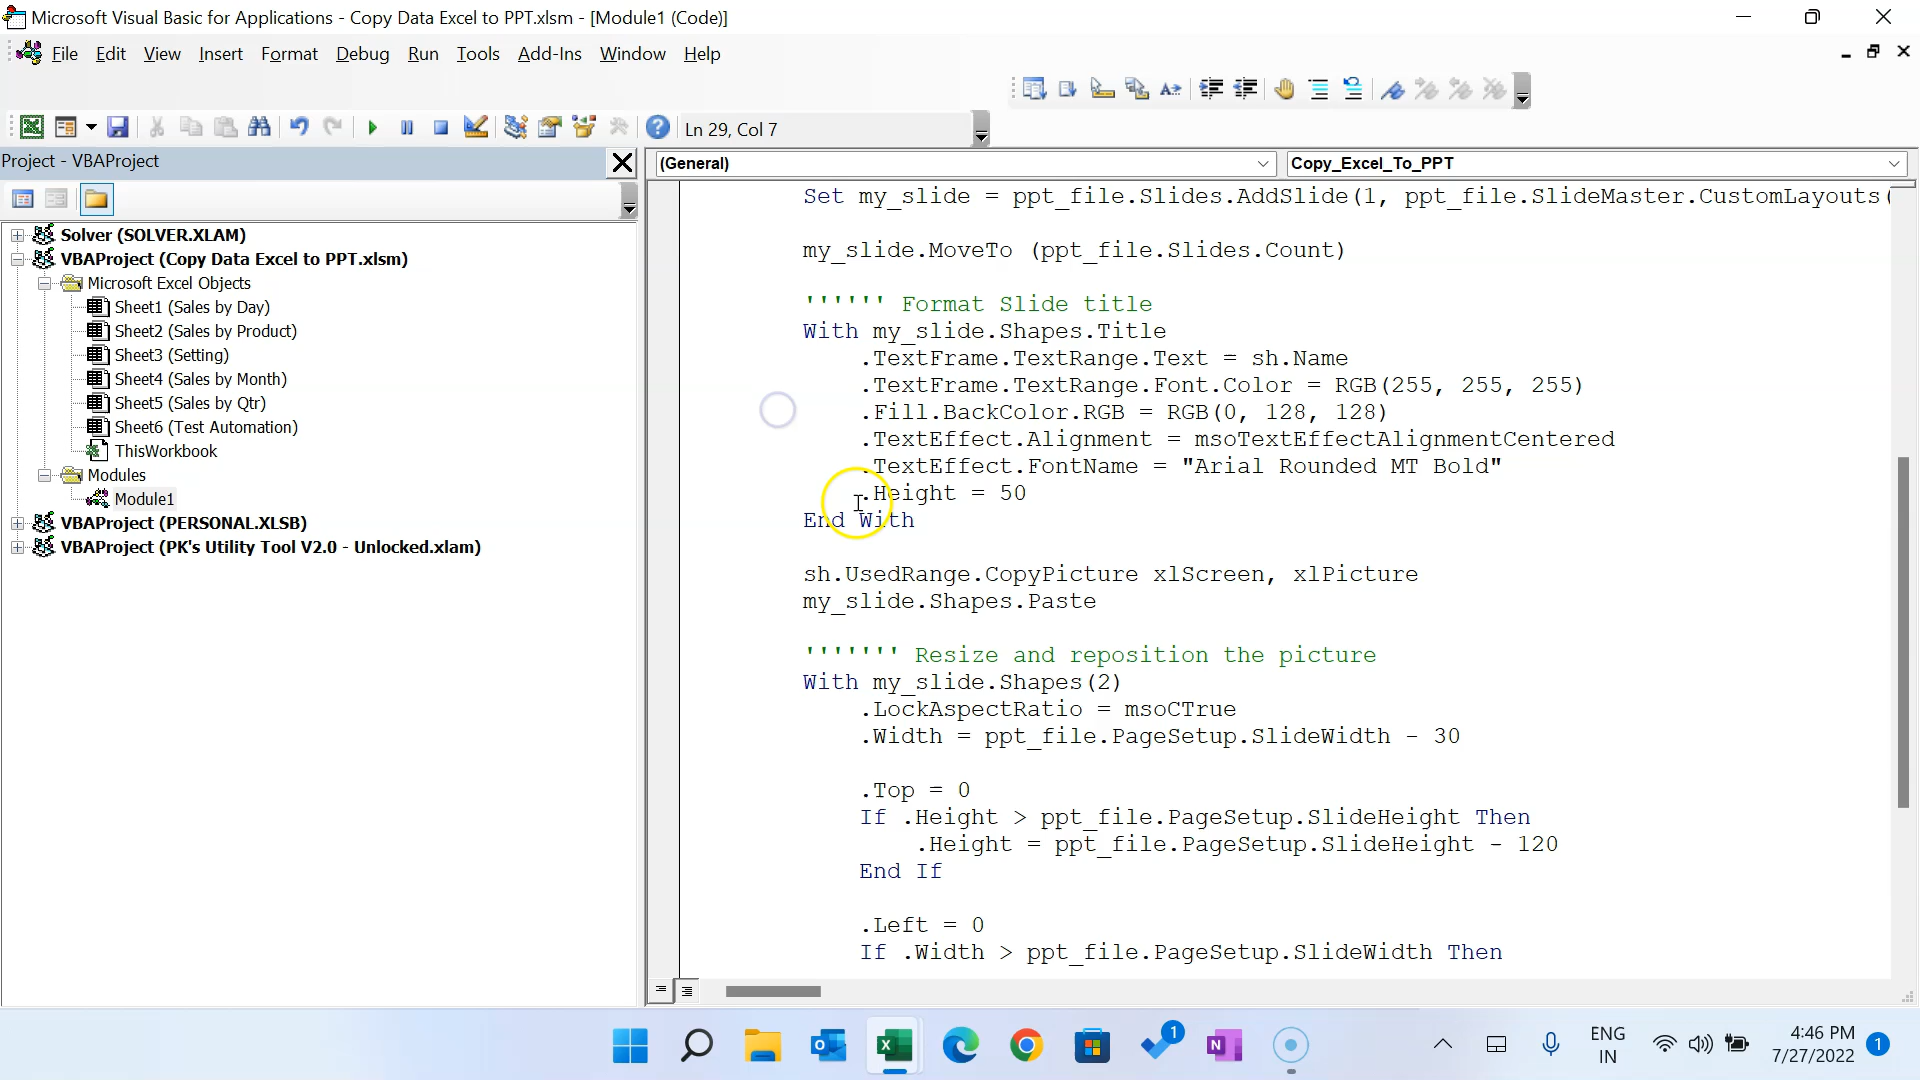 Microsoft Visual Basic for Applications - Copy Data Excel to PPT.xlsm - [Module1 (Code)]
File Edit View Insert Format Debug Run Tools Add-Ins Window Help
Ln 29, Col 7
Project - VBAProject
(General)
Copy_Excel_To_PPT
Solver (SOLVER.XLAM)
VBAProject (Copy Data Excel to PPT.xlsm)
Microsoft Excel Objects
Sheet1 (Sales by Day)
Sheet2 (Sales by Product)
Sheet3 (Setting)
Sheet4 (Sales by Month)
Sheet5 (Sales by Qtr)
Sheet6 (Test Automation)
ThisWorkbook
Modules
Module1
VBAProject (PERSONAL.XLSB)
VBAProject (PK's Utility Tool V2.0 - Unlocked.xlam)
Set my_slide = ppt_file.Slides.AddSlide(1, ppt_file.SlideMaster.CustomLayouts(
my_slide.MoveTo (ppt_file.Slides.Count)
'''''' Format Slide title
With my_slide.Shapes.Title
.TextFrame.TextRange.Text = sh.Name
.TextFrame.TextRange.Font.Color = RGB(255, 255, 255)
.Fill.BackColor.RGB = RGB(0, 128, 128)
.TextEffect.Alignment = msoTextEffectAlignmentCentered
.TextEffect.FontName = "Arial Rounded MT Bold"
.Height = 50
End With
sh.UsedRange.CopyPicture xlScreen, xlPicture
my_slide.Shapes.Paste
''''''' Resize and reposition the picture
With my_slide.Shapes(2)
.LockAspectRatio = msoCTrue
.Width = ppt_file.PageSetup.SlideWidth - 30
.Top = 0
If .Height > ppt_file.PageSetup.SlideHeight Then
.Height = ppt_file.PageSetup.SlideHeight - 120
End If
.Left = 0
If .Width > ppt_file.PageSetup.SlideWidth Then
1
ENG
IN
4:46 PM
7/27/2022
1